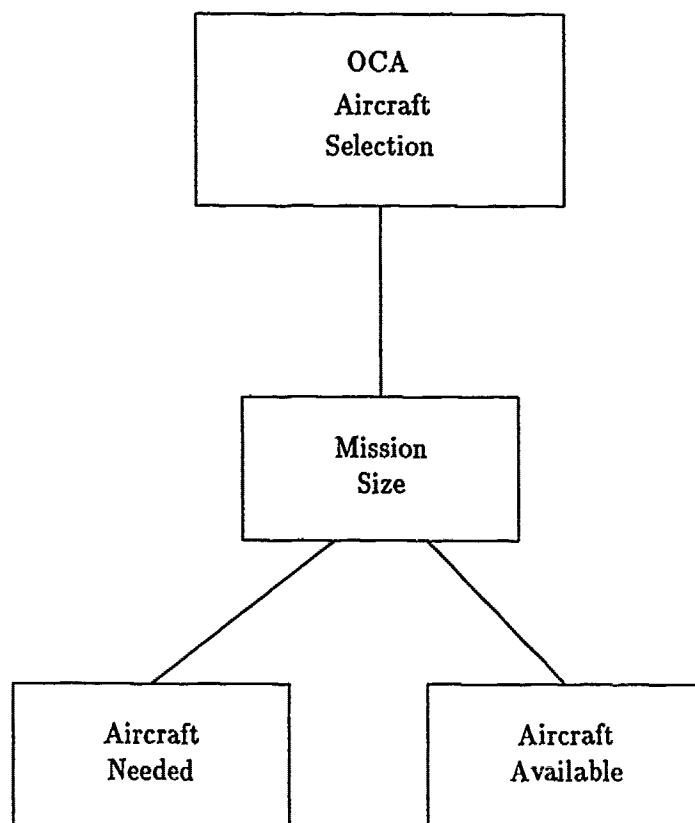 OCA
Aircraft
Selection
Mission
Size
Aircraft
Needed
Aircraft
Available